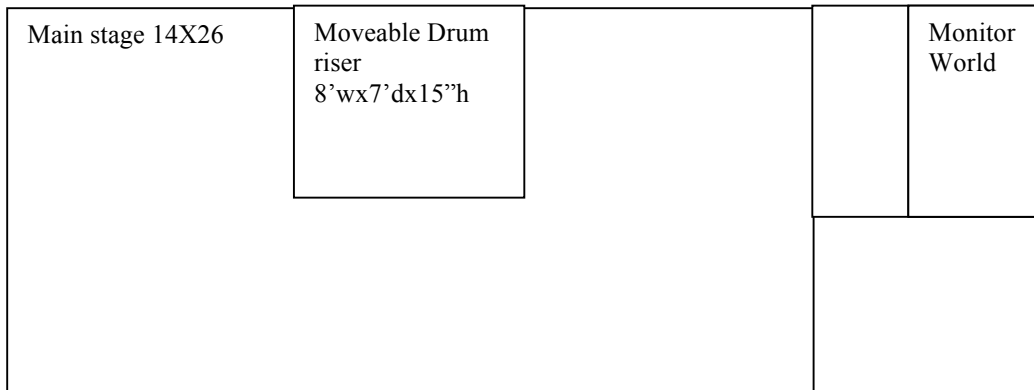 Main stage 14X26
Moveable Drum
riser
8’wx7’dx15”h
Monitor
World